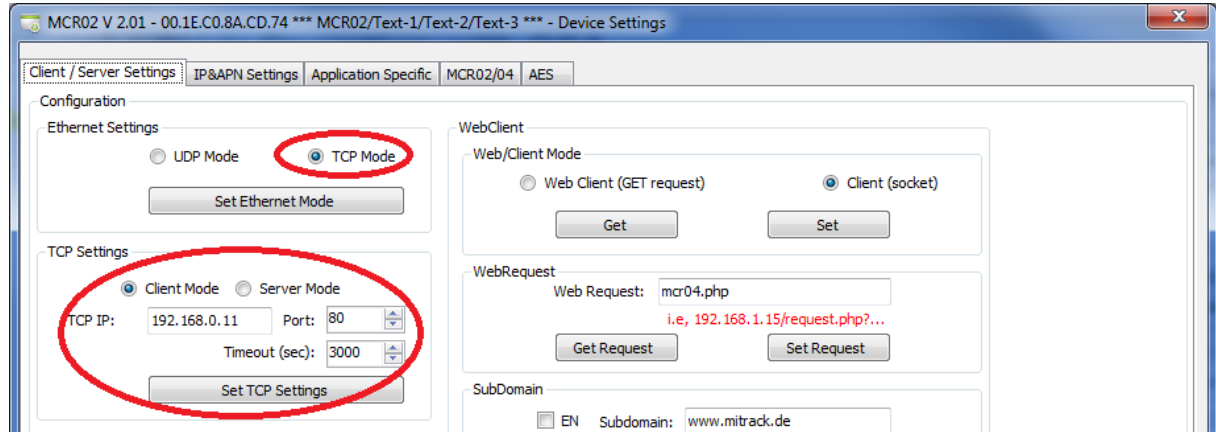 MCR02 V 2.01 - 00.1E.C0.8A.CD.74 *** MCR02/Text-1/Text-2/Text-3 *** - Device Settings
Client / Server Settings IP&APN Settings Application Specific MCR02/04 AES
Configuration
Ethernet Settings
UDP Mode TCP Mode
Set Ethernet Mode
TCP Settings
Client Mode Server Mode
TCP IP: 192.168.0.11 Port: 80
Timeout (sec): 3000
Set TCP Settings
WebClient
Web/Client Mode
Web Client (GET request) Client (socket)
Get Set
WebRequest
Web Request: mcr04.php
i.e, 192.168.1.15/request.php?...
Get Request Set Request
SubDomain
EN Subdomain: www.mitrack.de